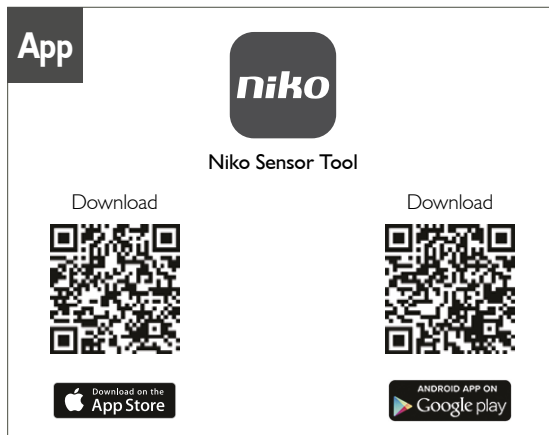 App
niko
Niko Sensor Tool
Download
Download
Download on the
App Store
ANDROID APP ON
Google play